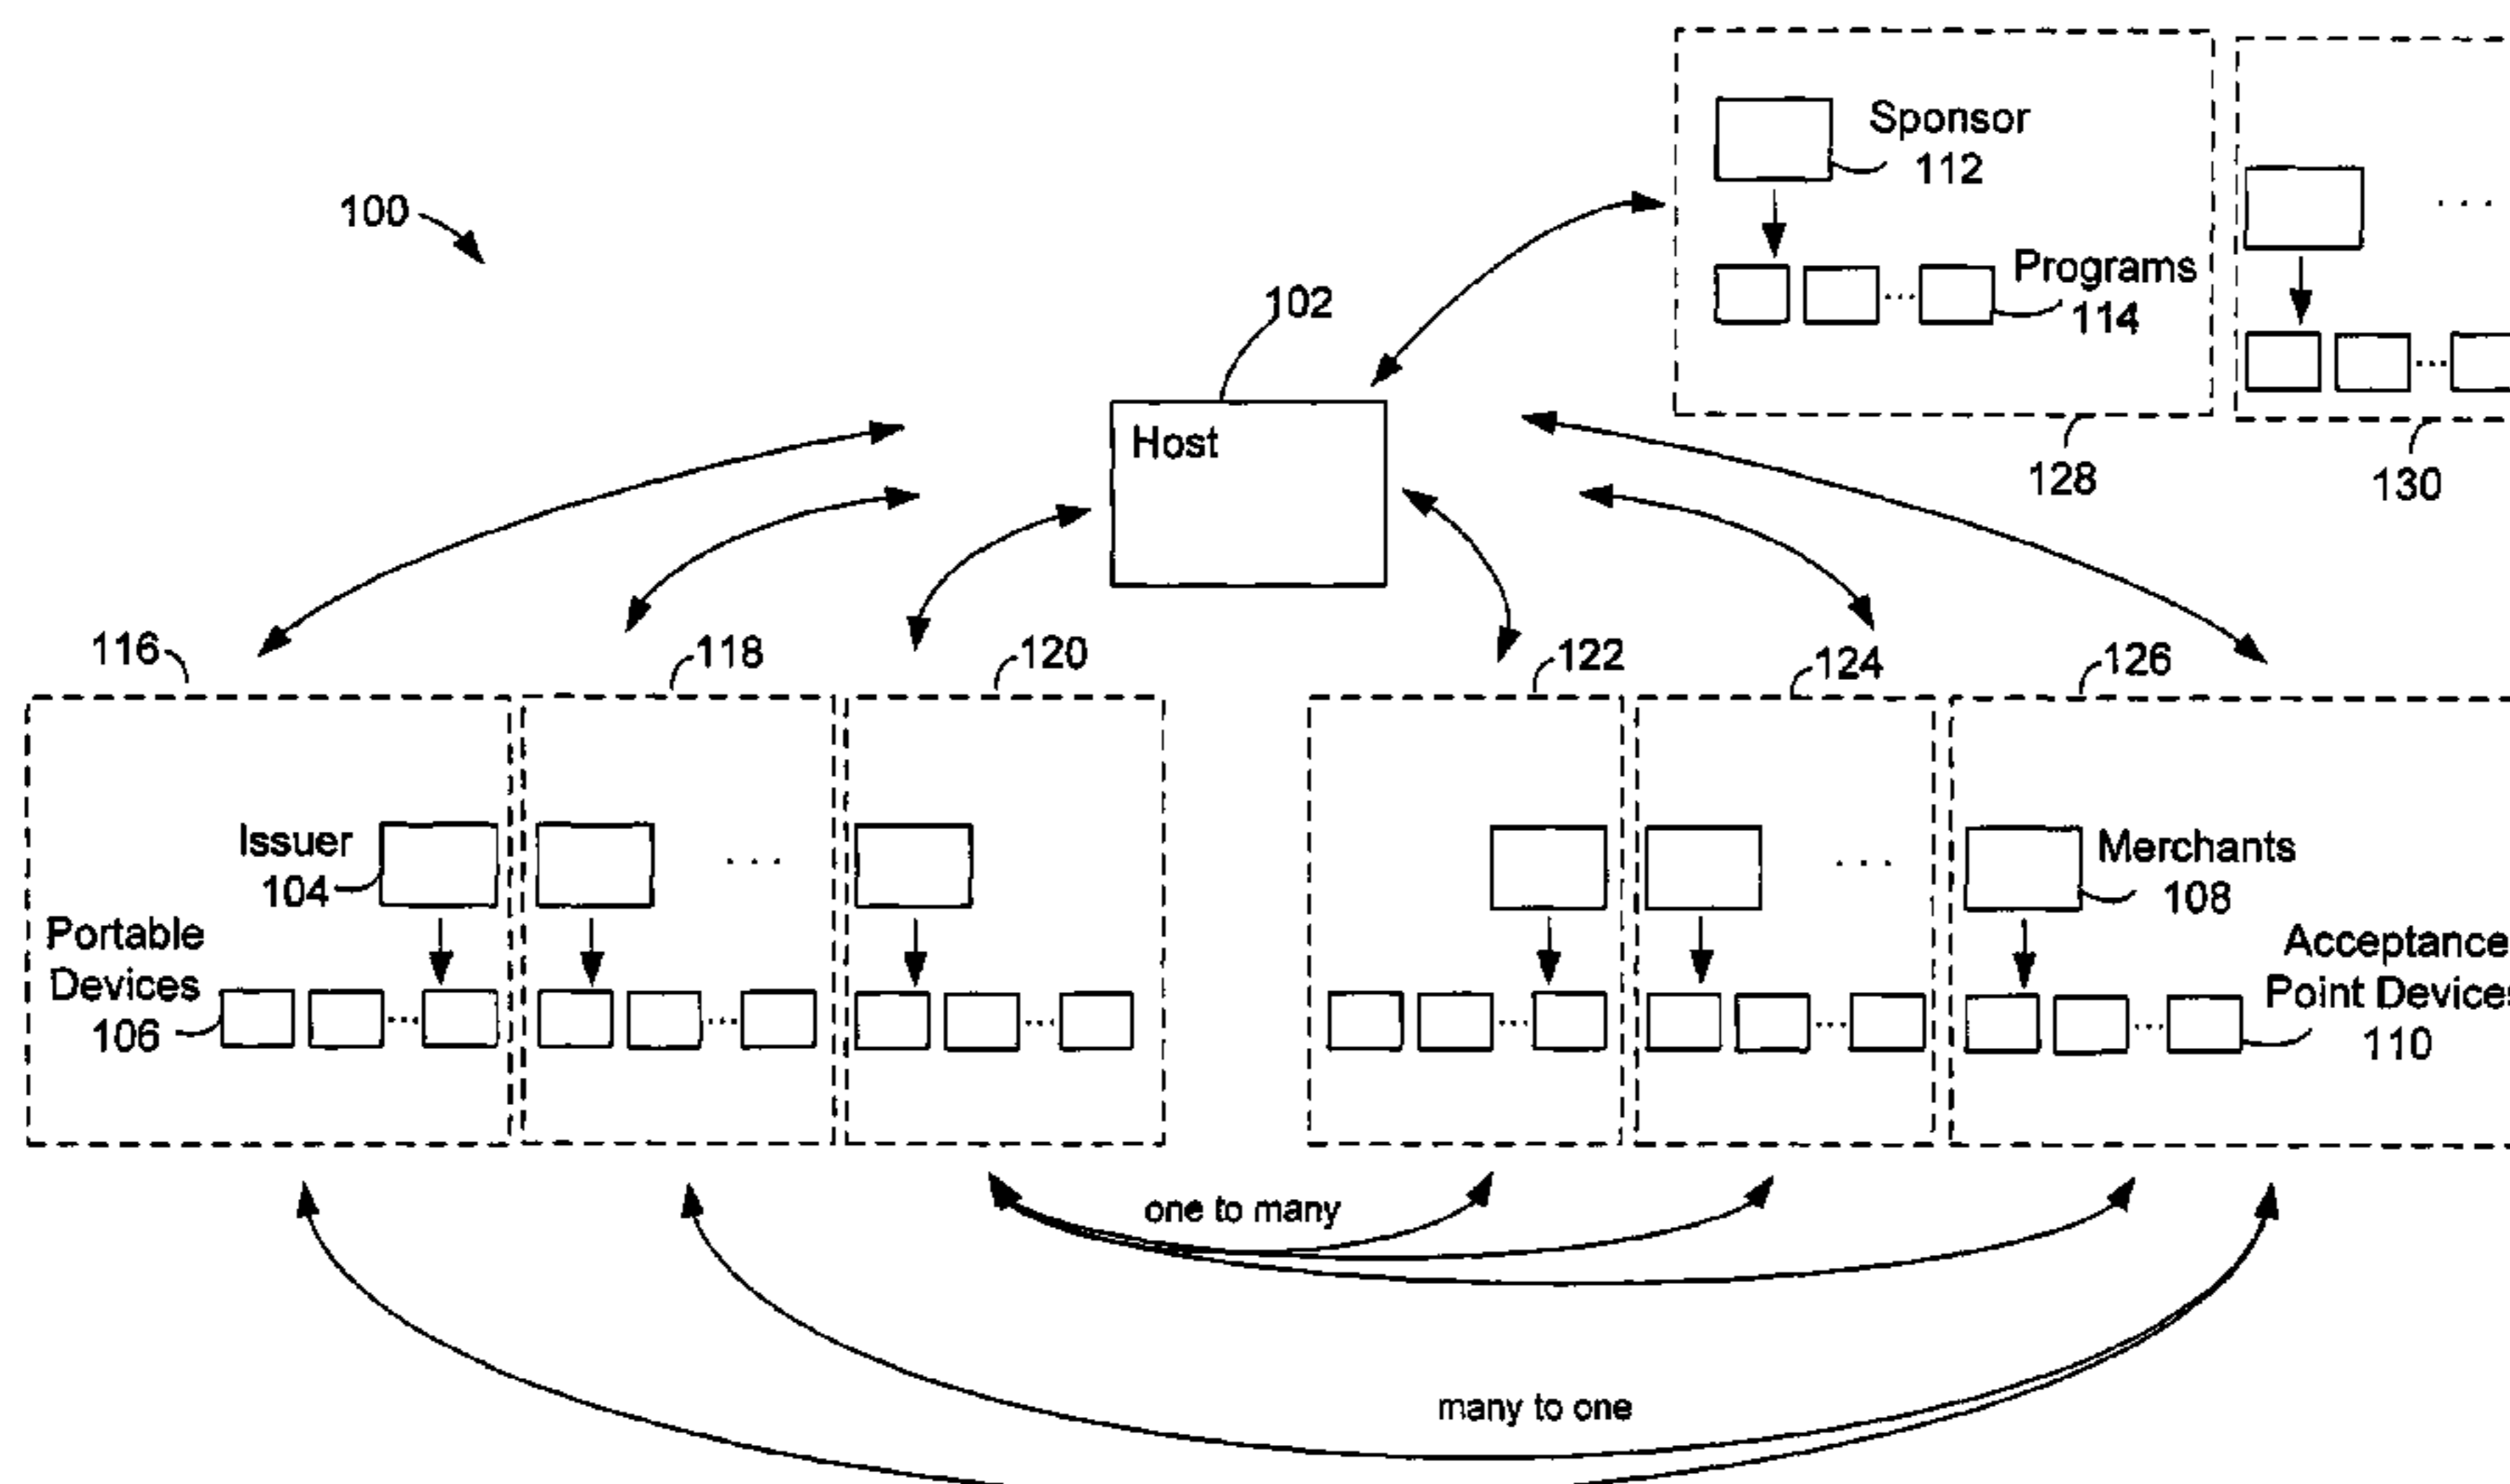 Sponsor
112
100
Programs
114
102
Host
128
130
116
118
120
122
124
126
Issuer
104
Merchants
108
Portable
Devices
106
Acceptance
Point Devices
110
one to many
many to one